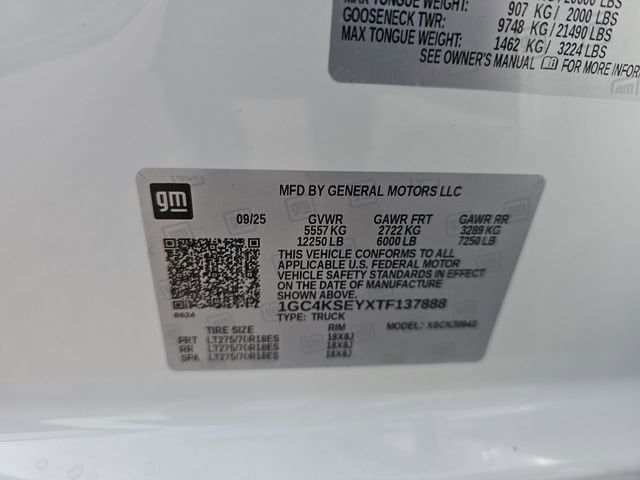 907 KG / 2000 LBS
GOOSENECK TWR: 9748 KG / 21490 LBS
MAX TONGUE WEIGHT: 1462 KG / 3224 LBS
SEE OWNER'S MANUAL FOR MORE INFOR
gm
MFD BY GENERAL MOTORS LLC
09/25 GVWR GAWR FRT GAWR RR
5557 KG 2722 KG 3289 KG
12250 LB 6000 LB 7250 LB
THIS VEHICLE CONFORMS TO ALL
APPLICABLE U.S. FEDERAL MOTOR
VEHICLE SAFETY STANDARDS IN EFFECT
ON THE DATE OF MANUFACTURE
SHOWN ABOVE.
1GC4KSEYXTF137888
8624
TYPE: TRUCK MODEL:
TIRE SIZE RIM
FRT LT275/70R18ES 18X8J
RR LT275/70R18ES 18X8J
SPA LT275/70R18ES 18X8J